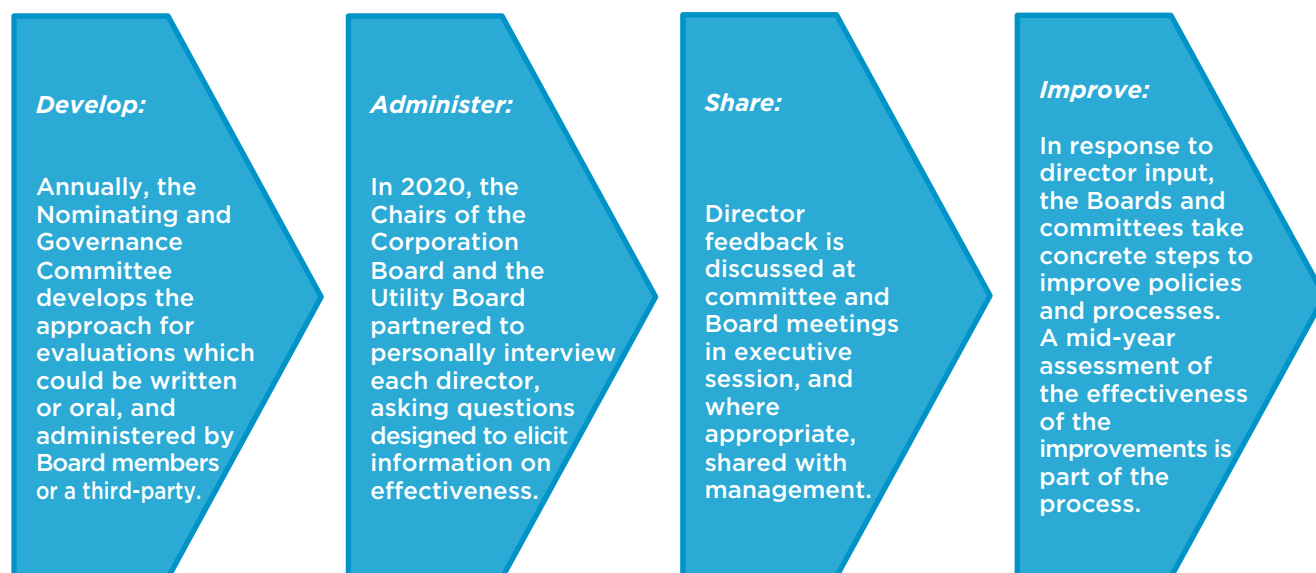 Develop:
Annually, the
Nominating and
Governance
Committee
develops the
approach for
evaluations which
could be written
or oral, and
administered by
Board members
or a third-party.
Administer:
In 2020, the
Chairs of the
Corporation
Board and the
Utility Board
partnered to
personally interview
each director,
asking questions
designed to elicit
information on
effectiveness.
Share:
Director
feedback is
discussed at
committee and
Board meetings
in executive
session, and
where
appropriate,
shared with
management.
Improve:
In response to
director input,
the Boards and
committees take
concrete steps to
improve policies
and processes.
A mid-year
assessment of
the effectiveness
of the
improvements is
part of the
process.